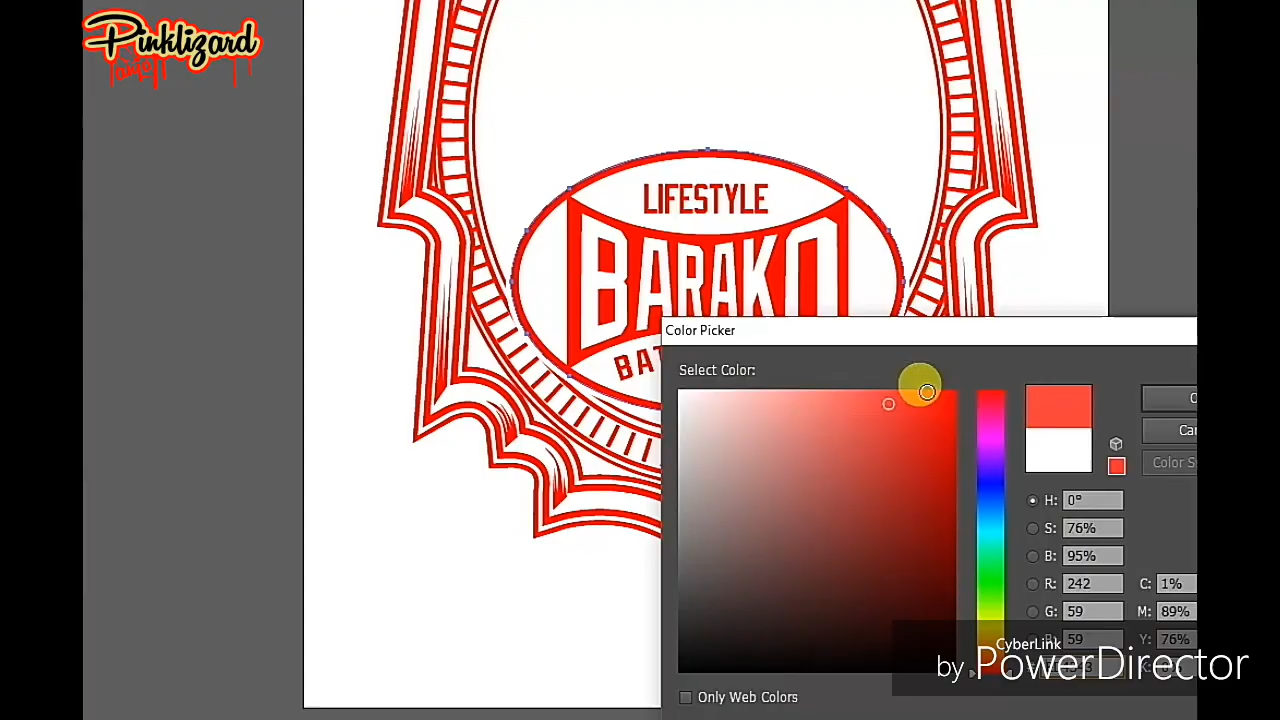 Pinklizard
LIFESTYLE
BARAKO
Color Picker
Select Color:
H: 0°
S: 76%
B: 95%
R: 242
C: 1%
G: 59
M: 89%
59
Y: 76%
Only Web Colors
CyberLink
by PowerDirector